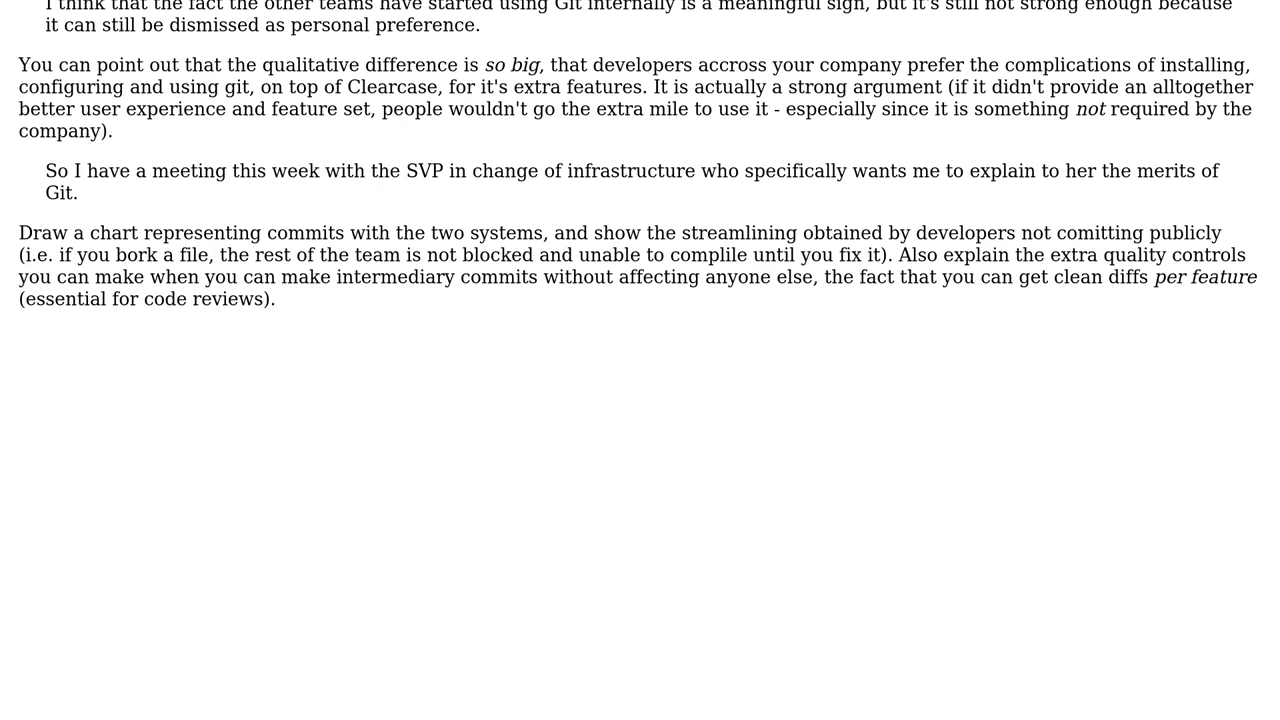 I think that the fact the other teams have started using Git internally is a meaningful sign, but it's still not strong enough because
it can still be dismissed as personal preference.
You can point out that the qualitative difference is so big, that developers accross your company prefer the complications of installing,
configuring and using git, on top of Clearcase, for it's extra features. It is actually a strong argument (if it didn't provide an alltogether
better user experience and feature set, people wouldn't go the extra mile to use it - especially since it is something not required by the
company).
So I have a meeting this week with the SVP in change of infrastructure who specifically wants me to explain to her the merits of
Git.
Draw a chart representing commits with the two systems, and show the streamlining obtained by developers not comitting publicly
(i.e. if you bork a file, the rest of the team is not blocked and unable to complile until you fix it). Also explain the extra quality controls
you can make when you can make intermediary commits without affecting anyone else, the fact that you can get clean diffs per feature
(essential for code reviews).